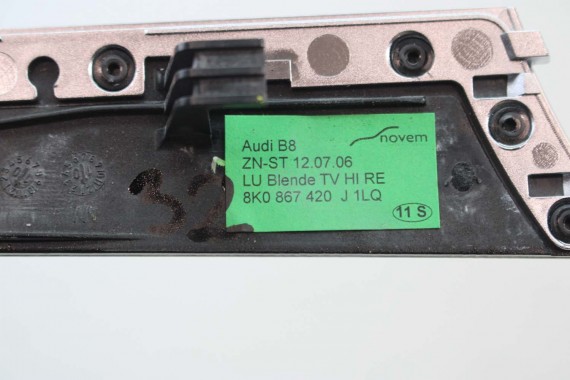 Audi B8
novem
ZN-ST 12.07.06
LU Blende TV HI RE
8K0 867 420 J 1LQ
11 S
32